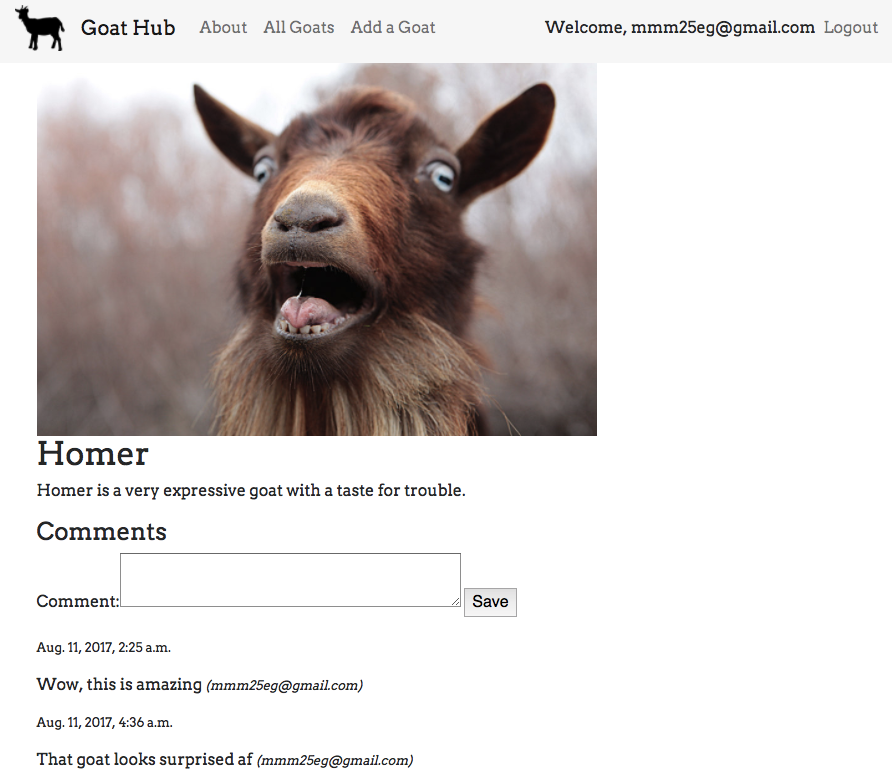 Goat Hub About All Goats Add a Goat Welcome, mmm25eg@gmail.com Logout
Homer
Homer is a very expressive goat with a taste for trouble.
Comments
Comment: Save
Aug. 11, 2017, 2:25 a.m.
Wow, this is amazing (mmm25eg@gmail.com)
Aug. 11, 2017, 4:36 a.m.
That goat looks surprised af (mmm25eg@gmail.com)